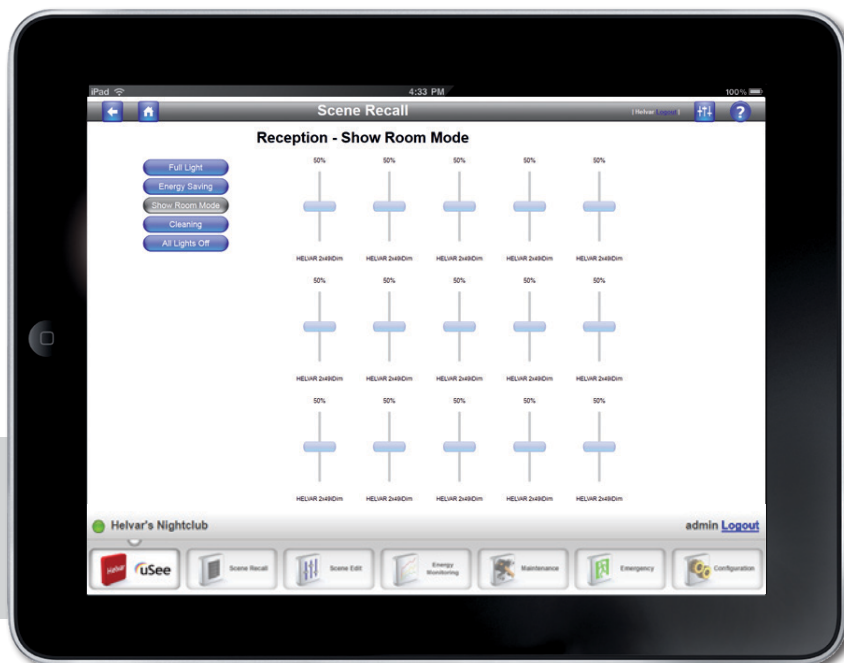 iPad 4:33 PM 100%
Scene Recall | Helvar Logout | ?
Reception - Show Room Mode
Full Light
Energy Saving
Show Room Mode
Cleaning
All Lights Off
50% 50% 50% 50% 50%
HELVAR 2x49iDim HELVAR 2x49iDim HELVAR 2x49iDim HELVAR 2x49iDim HELVAR 2x49iDim
50% 50% 50% 50% 50%
HELVAR 2x49iDim HELVAR 2x49iDim HELVAR 2x49iDim HELVAR 2x49iDim HELVAR 2x49iDim
50% 50% 50% 50% 50%
HELVAR 2x49iDim HELVAR 2x49iDim HELVAR 2x49iDim HELVAR 2x49iDim HELVAR 2x49iDim
Helvar's Nightclub admin Logout
Helvar uSee Scene Recall Scene Edit Energy Monitoring Maintenance Emergency Configuration